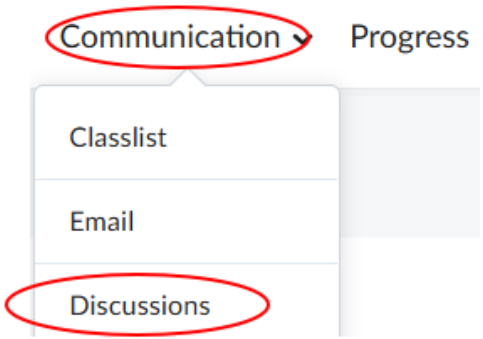 Communication Progress
Classlist
Email
Discussions